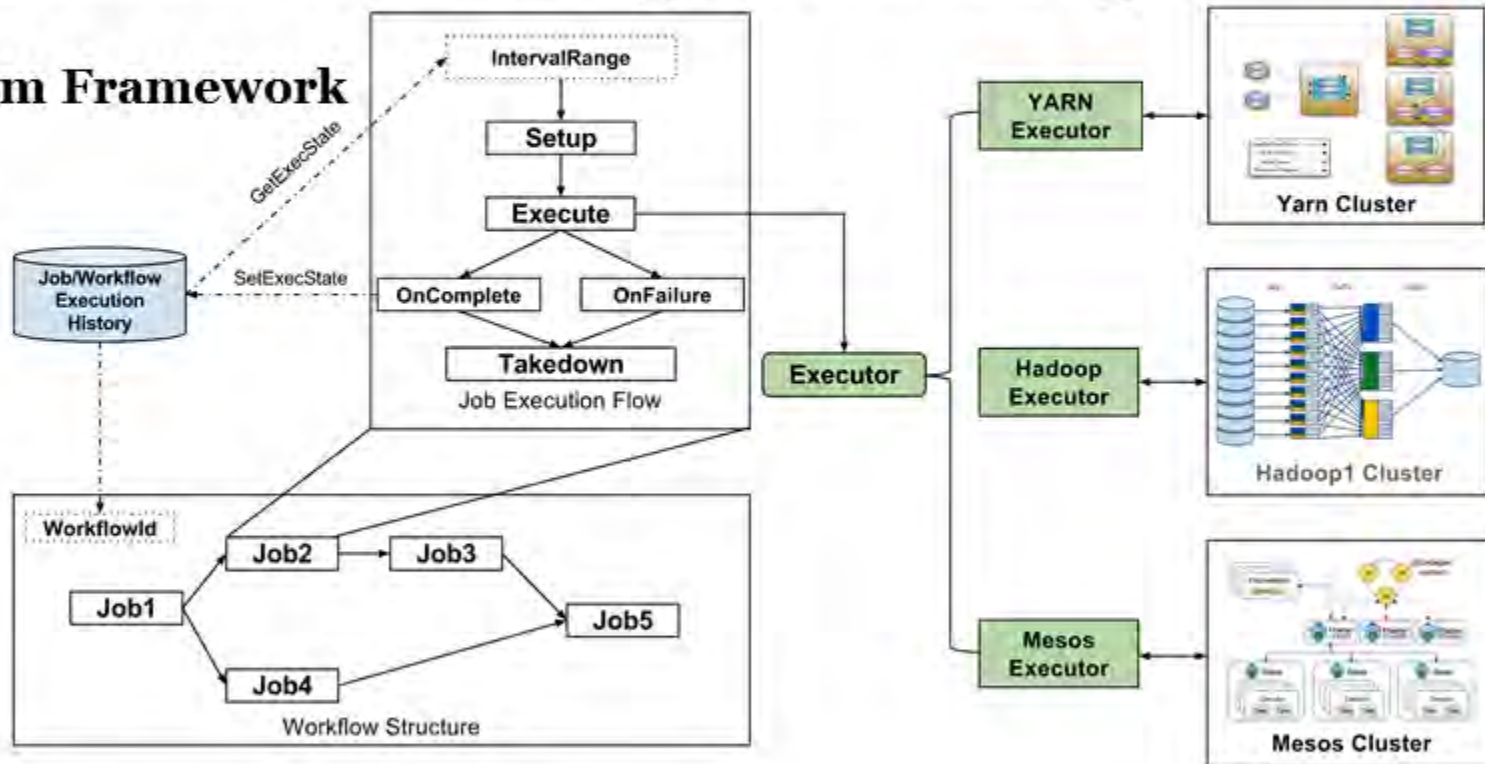 m Framework
IntervalRange
Setup
Execute
OnComplete
OnFailure
Takedown
Job Execution Flow
GetExecState
SetExecState
Job/Workflow
Execution
History
WorkflowId
Job1
Job2
Job3
Job4
Job5
Workflow Structure
Executor
YARN
Executor
Hadoop
Executor
Mesos
Executor
Yarn Cluster
Hadoop1 Cluster
Mesos Cluster